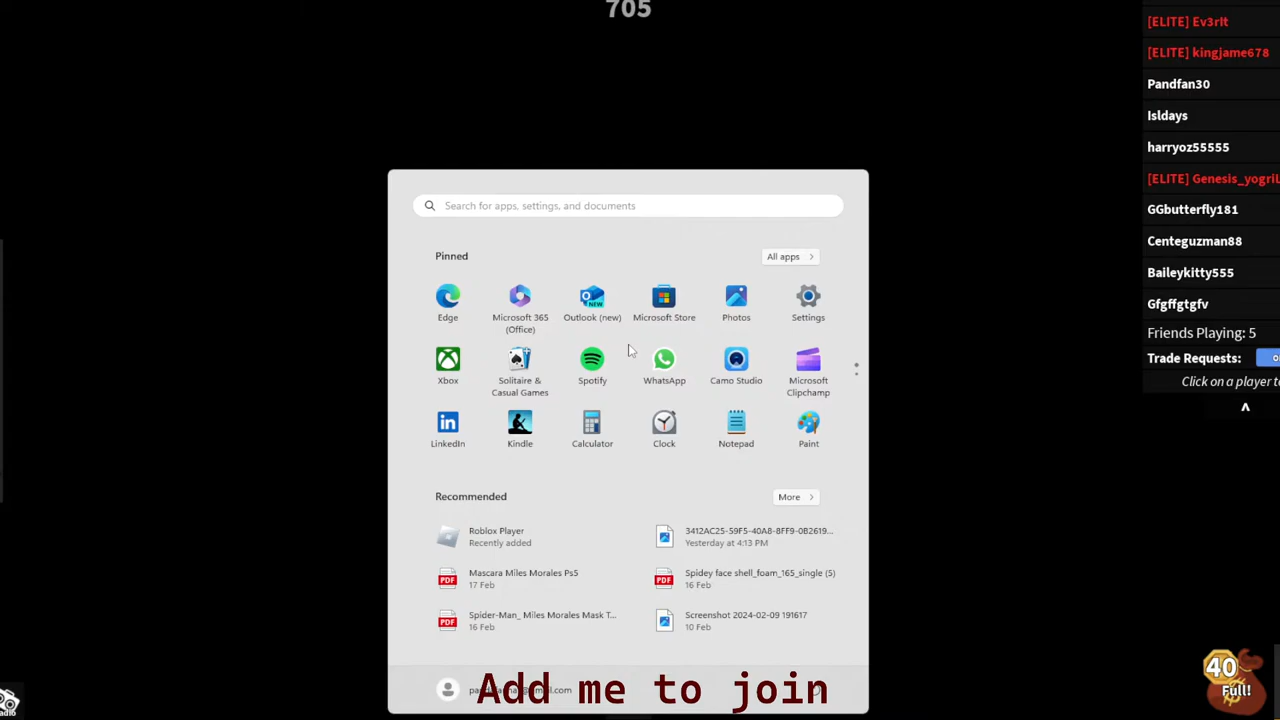 705
[ELITE] Ev3rIt
[ELITE] kingjame678
Pandfan30
Isldays
harryoz55555
[ELITE] Genesis_yogriL
GGbutterfly181
Centeguzman88
Baileykitty555
Gfgffgtgfv
Friends Playing: 5
Trade Requests:
Click on a player to
Search for apps, settings, and documents
Pinned
All apps
Edge
Microsoft 365
(Office)
Outlook (new)
Microsoft Store
Photos
Settings
Xbox
Solitaire &
Casual Games
Spotify
WhatsApp
Camo Studio
Microsoft
Clipchamp
LinkedIn
Kindle
Calculator
Clock
Notepad
Paint
Recommended
More
Roblox Player
Recently added
3412AC25-59F5-40A8-8FF9-0B2619...
Yesterday at 4:13 PM
Mascara Miles Morales Ps5
17 Feb
Spidey face shell_foam_165_single (5)
16 Feb
Spider-Man_ Miles Morales Mask T...
16 Feb
Screenshot 2024-02-09 191617
10 Feb
Add me to join
40
Full!